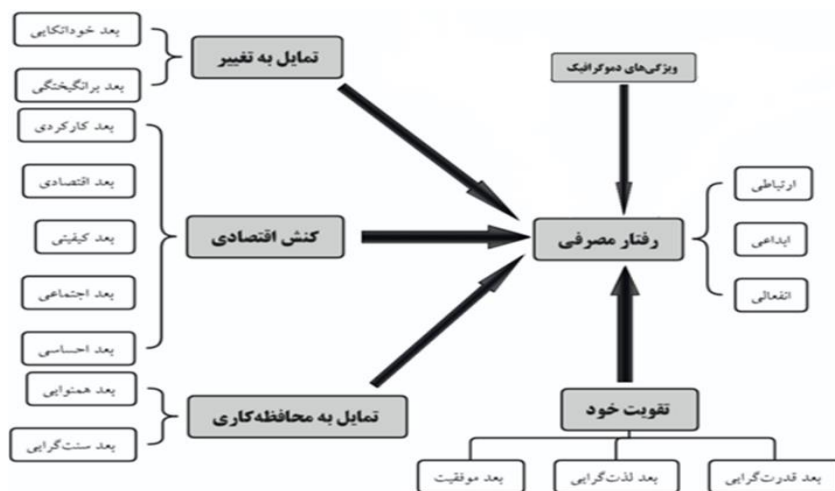 بعد خوداتکایی
بعد برانگیختگی
تمایل به تغییر
ویژگی‌های دموگرافیک
بعد کارکردی
بعد اقتصادی
بعد کیفیتی
بعد اجتماعی
بعد احساسی
کنش اقتصادی
رفتار مصرفی
ارتباطی
ابداعی
انفعالی
بعد همنوایی
بعد سنت‌گرایی
تمایل به محافظه‌کاری
تقویت خود
بعد قدرت‌گرایی
بعد لذت‌گرایی
بعد موفقیت